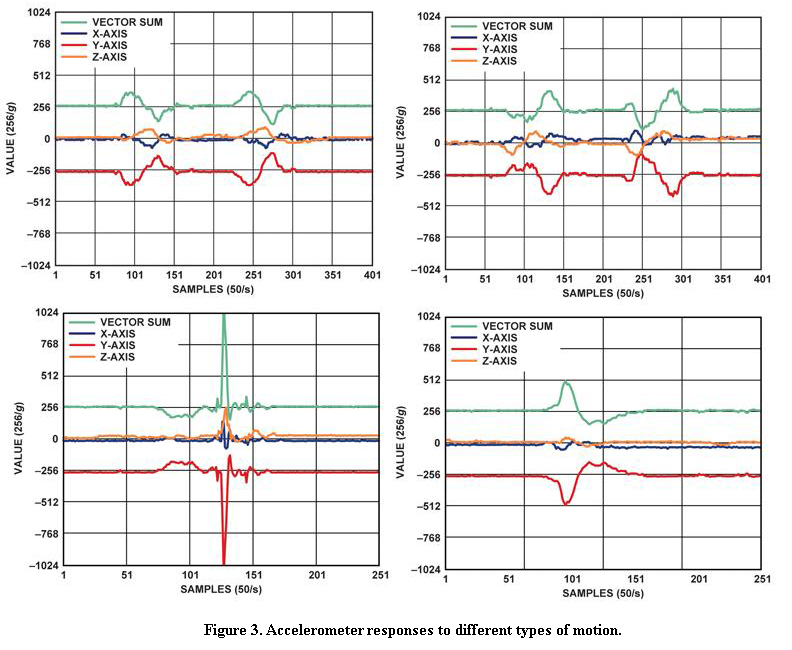 1024
768
512
256
0
–256
–512
–768
–1024
VALUE (256/g)
VECTOR SUM
X-AXIS
Y-AXIS
Z-AXIS
1 51 101 151 201 251 301 351 401
SAMPLES (50/s)
1024
768
512
256
0
–256
–512
–768
–1024
VALUE (256/g)
VECTOR SUM
X-AXIS
Y-AXIS
Z-AXIS
1 51 101 151 201 251 301 351 401
SAMPLES (50/s)
1024
768
512
256
0
–256
–512
–768
–1024
VALUE (256/g)
VECTOR SUM
X-AXIS
Y-AXIS
Z-AXIS
1 51 101 151 201 251
SAMPLES (50/s)
1024
768
512
256
0
–256
–512
–768
–1024
VALUE (256/g)
VECTOR SUM
X-AXIS
Y-AXIS
Z-AXIS
1 51 101 151 201 251
SAMPLES (50/s)
Figure 3. Accelerometer responses to different types of motion.